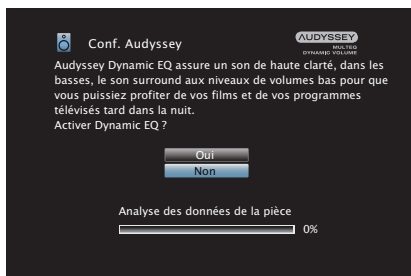 Conf. Audyssey
AUDYSSEY
MULTEQ
DYNAMIC VOLUME
Audyssey Dynamic EQ assure un son de haute clarté, dans les
basses, le son surround aux niveaux de volumes bas pour que
vous puissiez profiter de vos films et de vos programmes
télévisés tard dans la nuit.
Activer Dynamic EQ ?
Oui
Non
Analyse des données de la pièce
0%